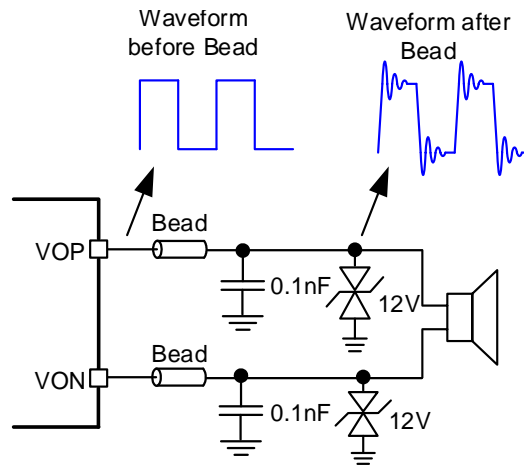 Waveform
before Bead
Waveform after
Bead
Bead
VOP
0.1nF
12V
Bead
VON
0.1nF
12V